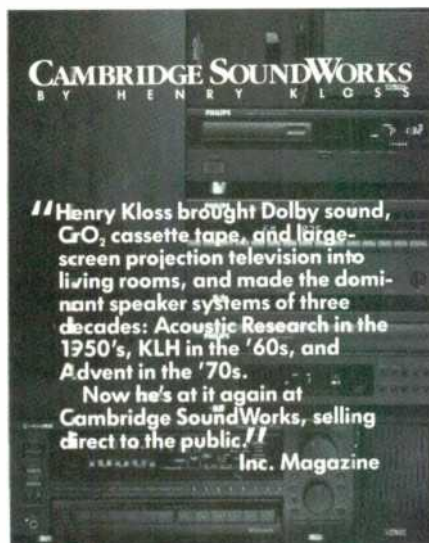 CAMBRIDGE SOUNDWORKS
BY HENRY KLOSS
PHILIPS
"Henry Kloss brought Dolby sound,
CrO₂ cassette tape, and large-
screen projection television into
living rooms, and made the domi-
nant speaker systems of three
decades: Acoustic Research in the
1950's, KLH in the '60s, and
Advent in the '70s.
Now he's at it again at
Cambridge SoundWorks, selling
direct to the public."
Inc. Magazine